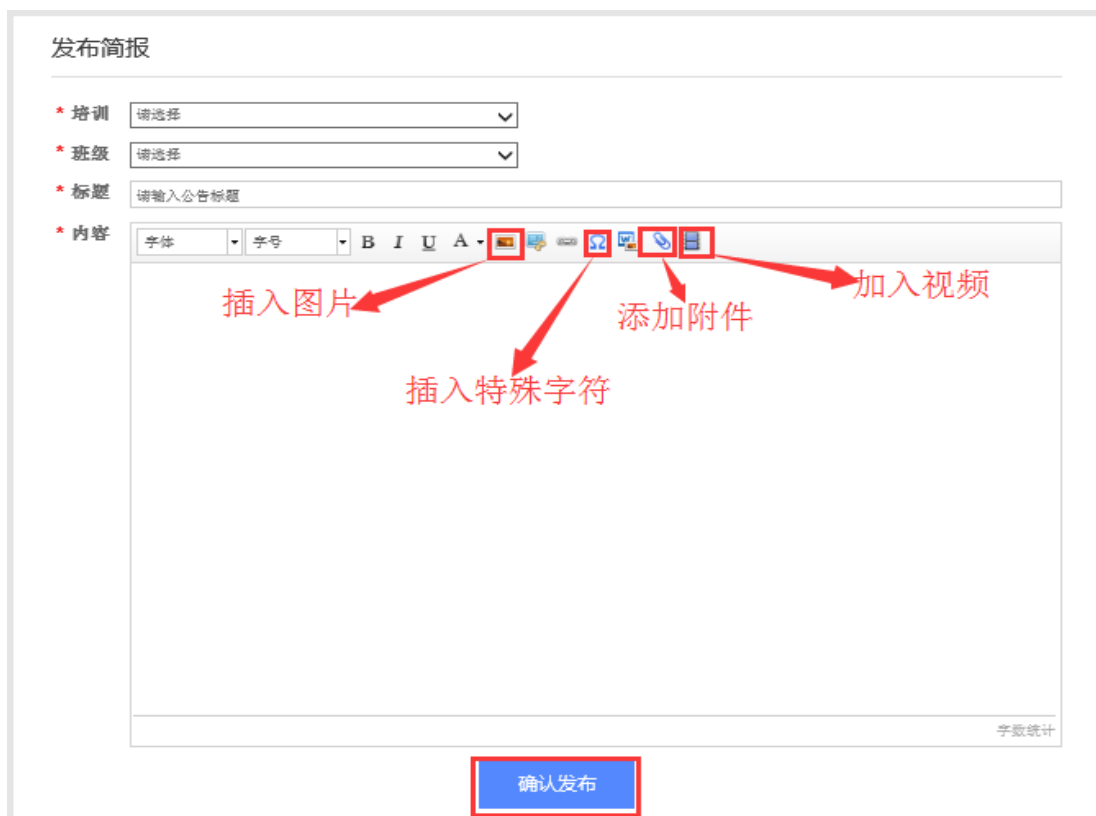 发布简报
* 培训 请选择
* 班级 请选择
* 标题 请输入公告标题
* 内容 字体 字号 B I U A Ω W
插入图片
加入视频
添加附件
插入特殊字符
字数统计
确认发布